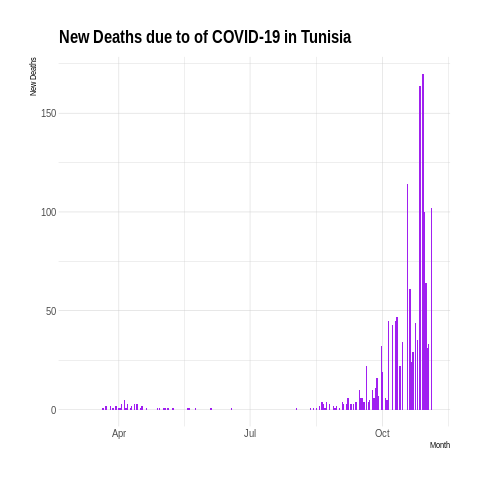 New Deaths due to of COVID-19 in Tunisia
New Deaths
150
100
50
0
Apr Jul Oct
Month